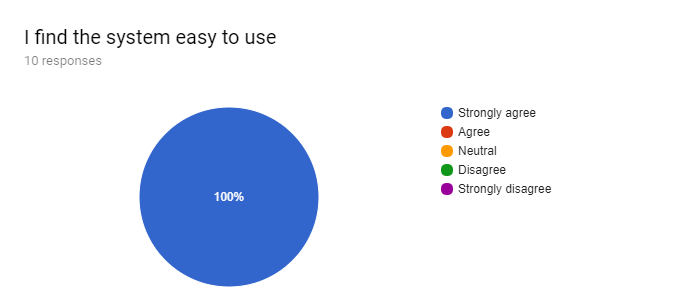 I find the system easy to use
10 responses
100%
Strongly agree
Agree
Neutral
Disagree
Strongly disagree